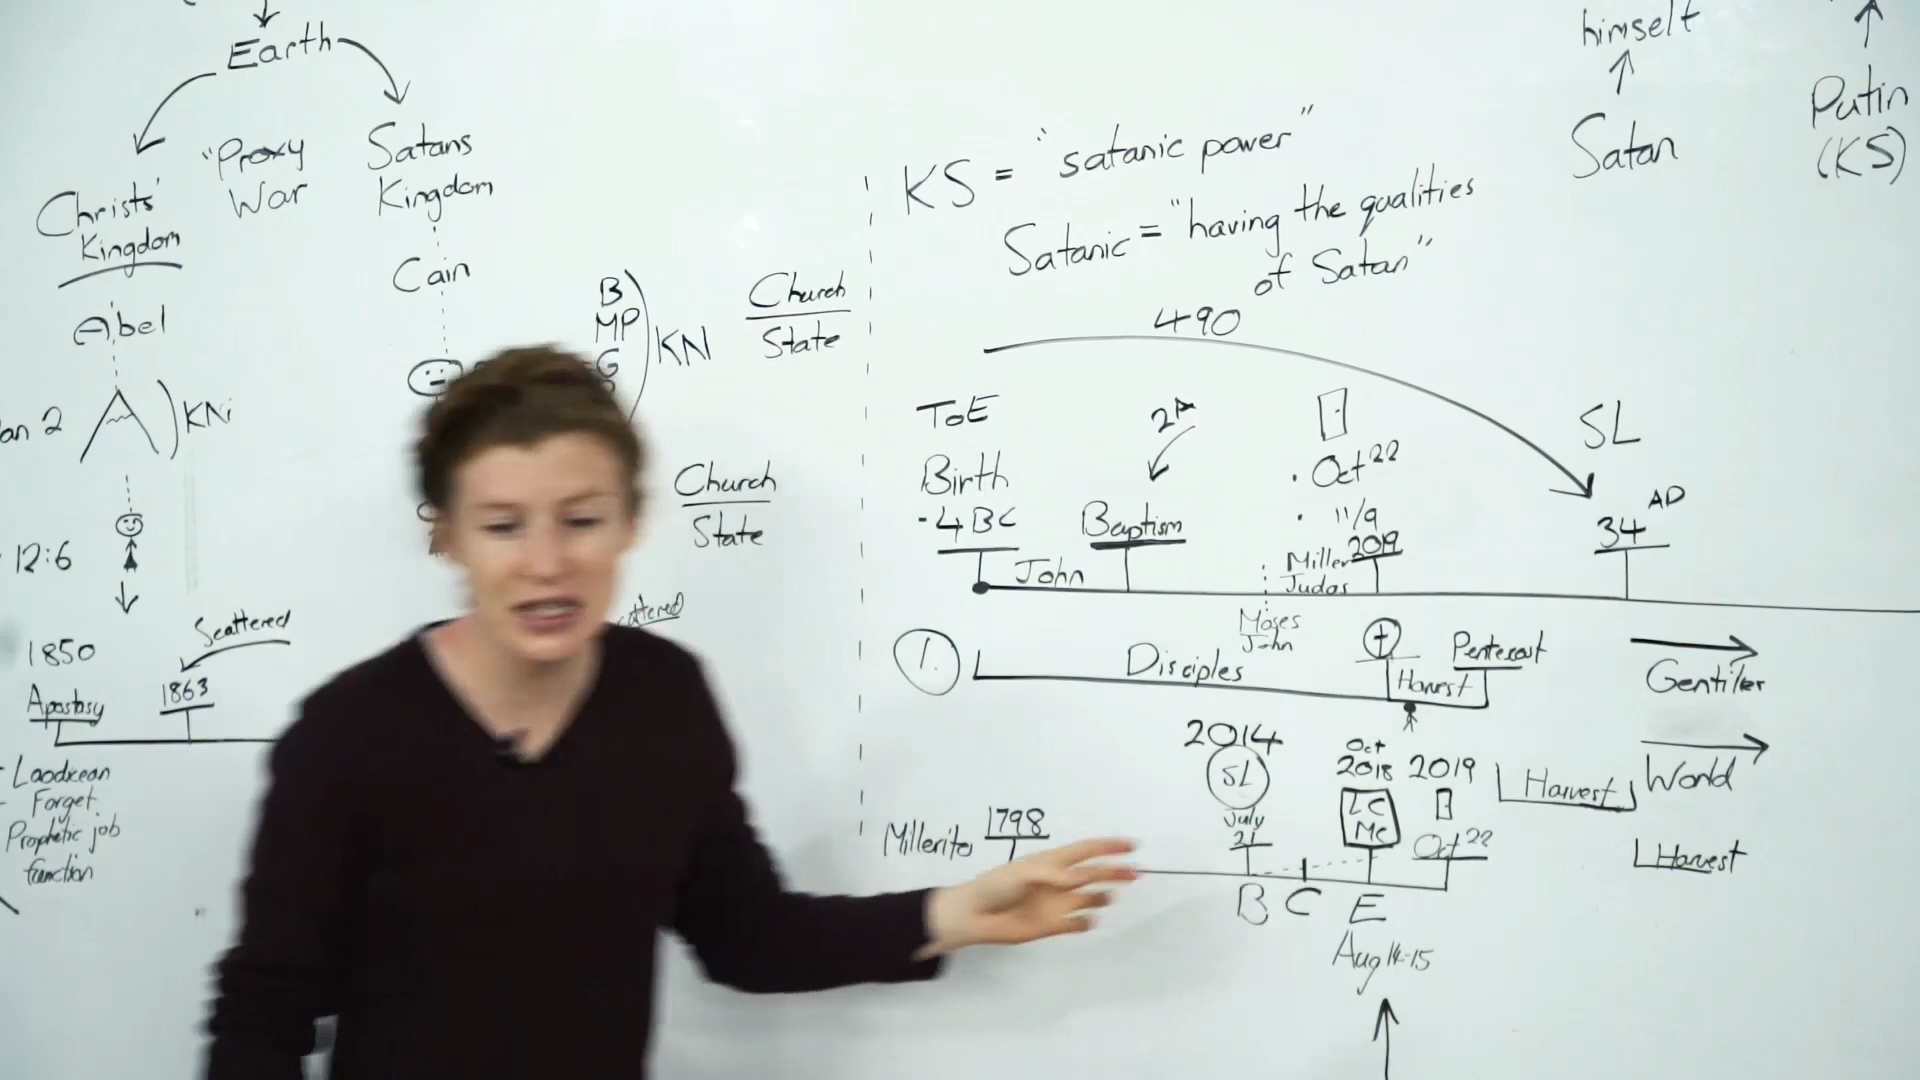 Earth
"Proxy
War
Satans
Kingdom
Christs'
Kingdom
Cain
Abel
B
MP
G
KN
Church
State
an 2
KNi
Church
State
12:6
Scattered
1850
Apostasy
1863
Laodicean
Forget
Prophetic job
function
himself
Satan
Putin
(KS)
KS = "satanic power"
Satanic = "having the qualities
of Satan"
490
ToE
Birth
-4BC
2A
Baptism
John
Oct 22
11/9
2019
Miller
Judas
Moses
John
SL
34 AD
1.
Disciples
Harvest
Pentecost
Gentiles
2014
SL
July
21
Oct
2018
LC
MC
2019
Oct 22
Harvest
World
Harvest
Millerite
1798
B C E
Aug 14-15